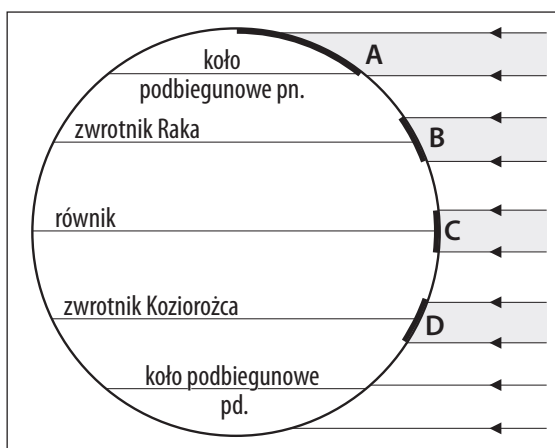 koło
podbiegunowe pn.
A
zwrotnik Raka
B
równik
C
zwrotnik Koziorożca
D
koło podbiegunowe
pd.